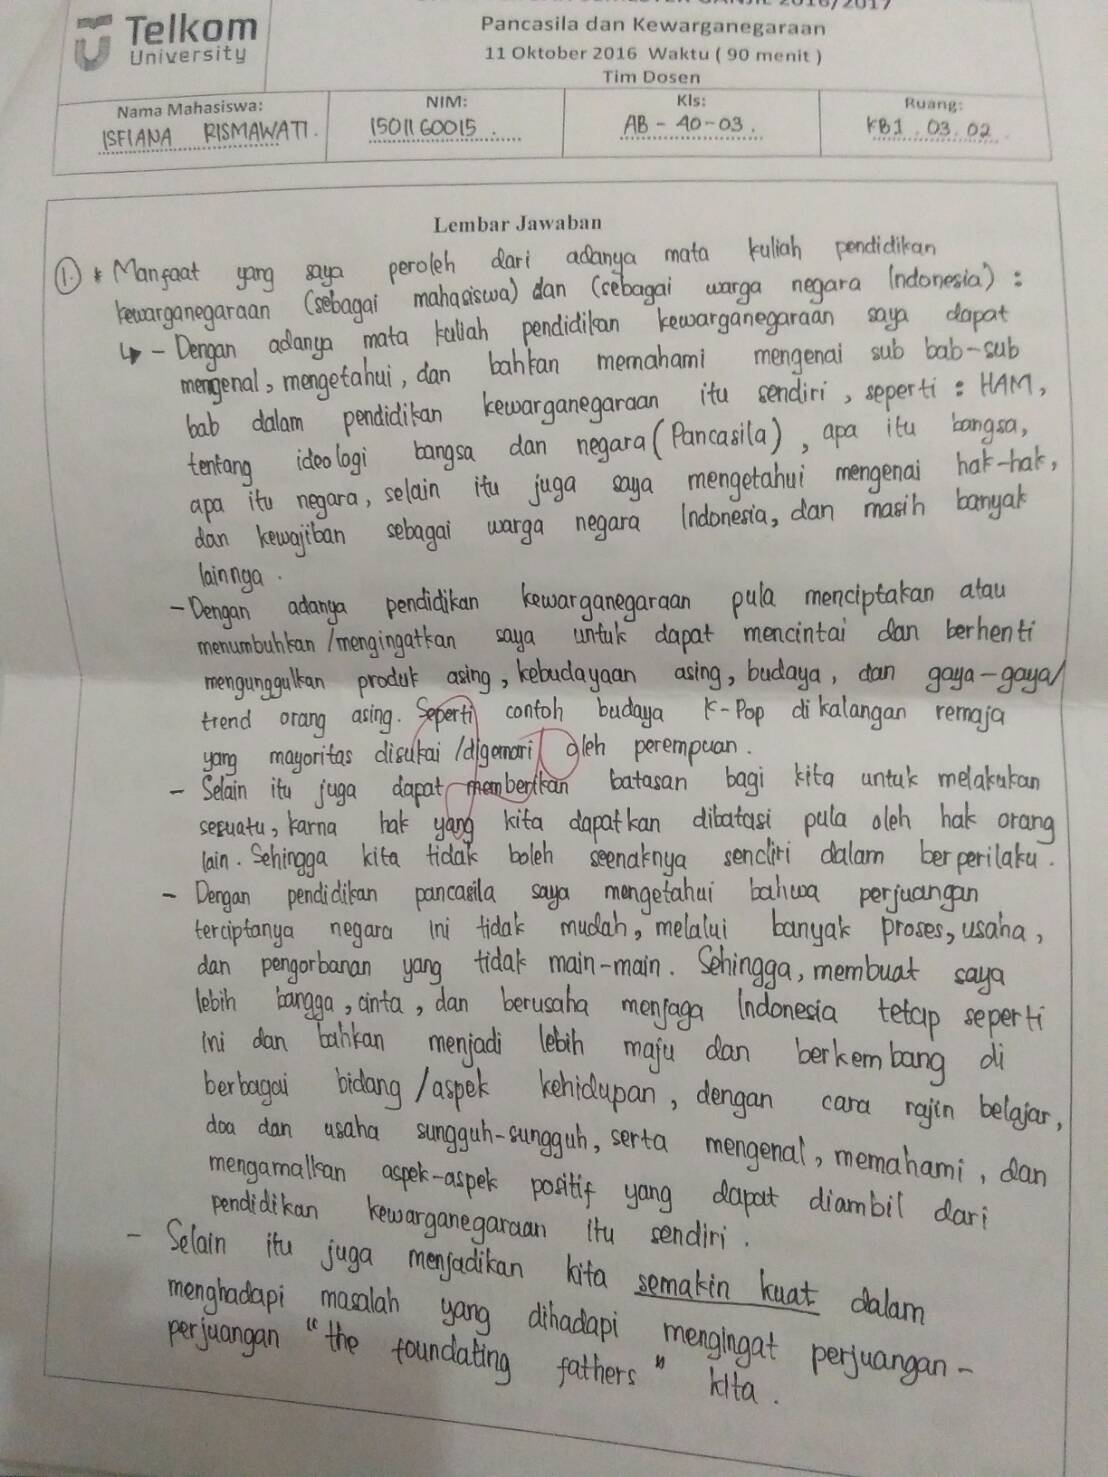 2016/2017
Telkom
University
Pancasila dan Kewarganegaraan
11 Oktober 2016 Waktu ( 90 menit )
Tim Dosen
Nama Mahasiswa:
ISFIANA RISMAWATI.
NIM:
1501160015.
Kls:
AB - 40-03.
Ruang:
KB1. 03. 02
Lembar Jawaban
1. * Manfaat yang saya peroleh dari adanya mata kuliah pendidikan
kewarganegaraan (sebagai mahasiswa) dan (sebagai warga negara Indonesia) :
↳ - Dengan adanya mata kuliah pendidikan kewarganegaraan saya dapat
mengenal, mengetahui, dan bahkan memahami mengenai sub bab-sub
bab dalam pendidikan kewarganegaraan itu sendiri, seperti : HAM,
tentang ideologi bangsa dan negara (Pancasila), apa itu bangsa,
apa itu negara, selain itu juga saya mengetahui mengenai hak-hak,
dan kewajiban sebagai warga negara Indonesia, dan masih banyak
lainnya.
- Dengan adanya pendidikan kewarganegaraan pula menciptakan atau
menumbuhkan /mengingatkan saya untuk dapat mencintai dan berhenti
mengunggulkan produk asing, kebudayaan asing, budaya, dan gaya-gaya/
trend orang asing. Seperti contoh budaya K-Pop di kalangan remaja
yang mayoritas disukai /digemari oleh perempuan.
- Selain itu juga dapat memberikan batasan bagi kita untuk melakukan
sesuatu, karna hak yang kita dapatkan dibatasi pula oleh hak orang
lain. Sehingga kita tidak boleh seenaknya sendiri dalam berperilaku.
- Dengan pendidikan pancasila saya mengetahui bahwa perjuangan
terciptanya negara ini tidak mudah, melalui banyak proses, usaha,
dan pengorbanan yang tidak main-main. Sehingga, membuat saya
lebih bangga, cinta, dan berusaha menjaga Indonesia tetap seperti
ini dan bahkan menjadi lebih maju dan berkembang di
berbagai bidang /aspek kehidupan, dengan cara rajin belajar,
doa dan usaha sungguh-sungguh, serta mengenal, memahami, dan
mengamalkan aspek-aspek positif yang dapat diambil dari
pendidikan kewarganegaraan itu sendiri.
- Selain itu juga menjadikan kita semakin kuat dalam
menghadapi masalah yang dihadapi mengingat perjuangan-
perjuangan "the foundating fathers" kita.